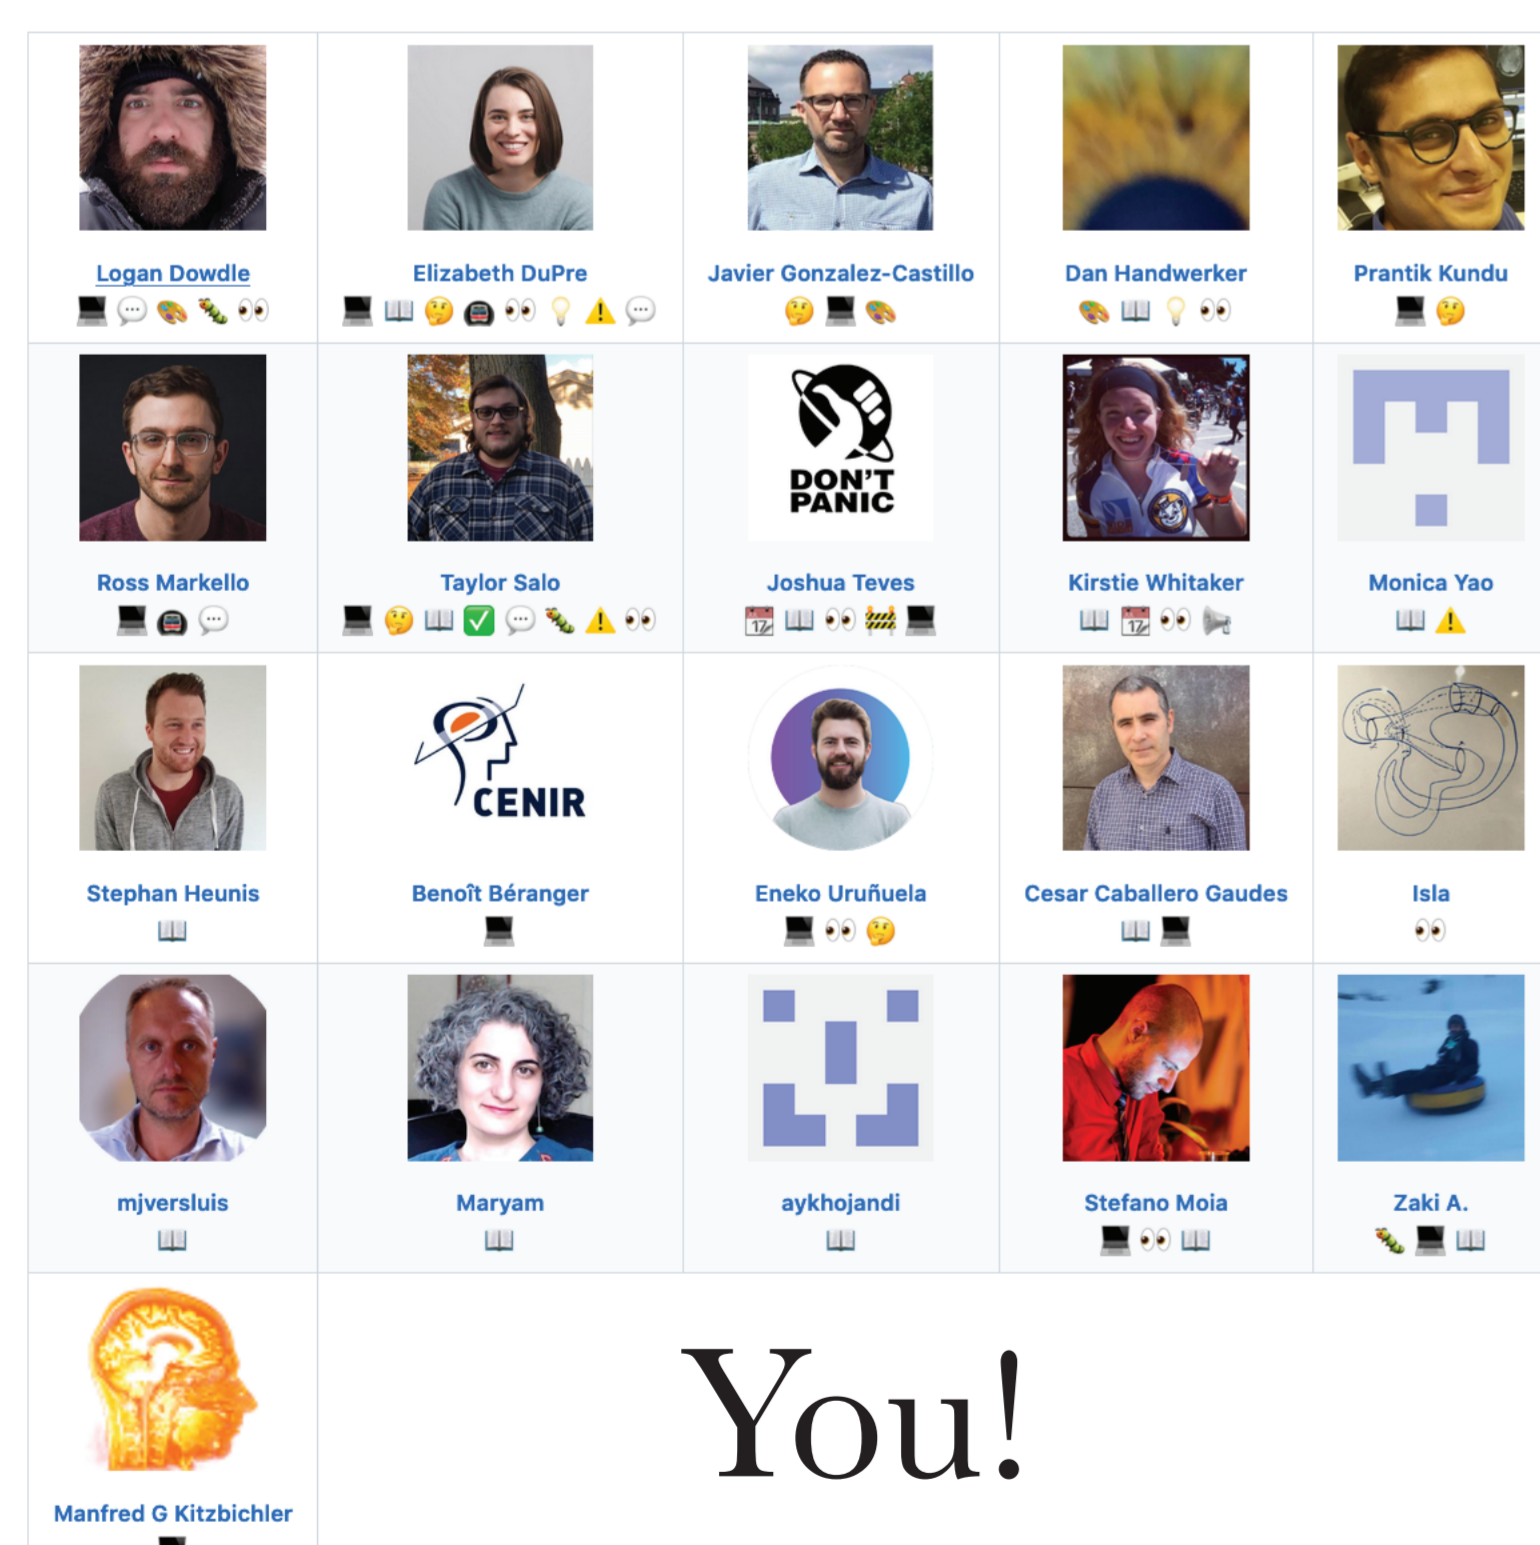 Logan Dowdle
Elizabeth DuPre
Javier Gonzalez-Castillo
Dan Handwerker
Prantik Kundu
DON'T
PANIC
Ross Markello
Taylor Salo
Joshua Teves
Kirstie Whitaker
Monica Yao
CENIR
Stephan Heunis
Benoît Béranger
Eneko Uruñuela
Cesar Caballero Gaudes
Isla
mjversluis
Maryam
aykhojandi
Stefano Moia
Zaki A.
You!
Manfred G Kitzbichler